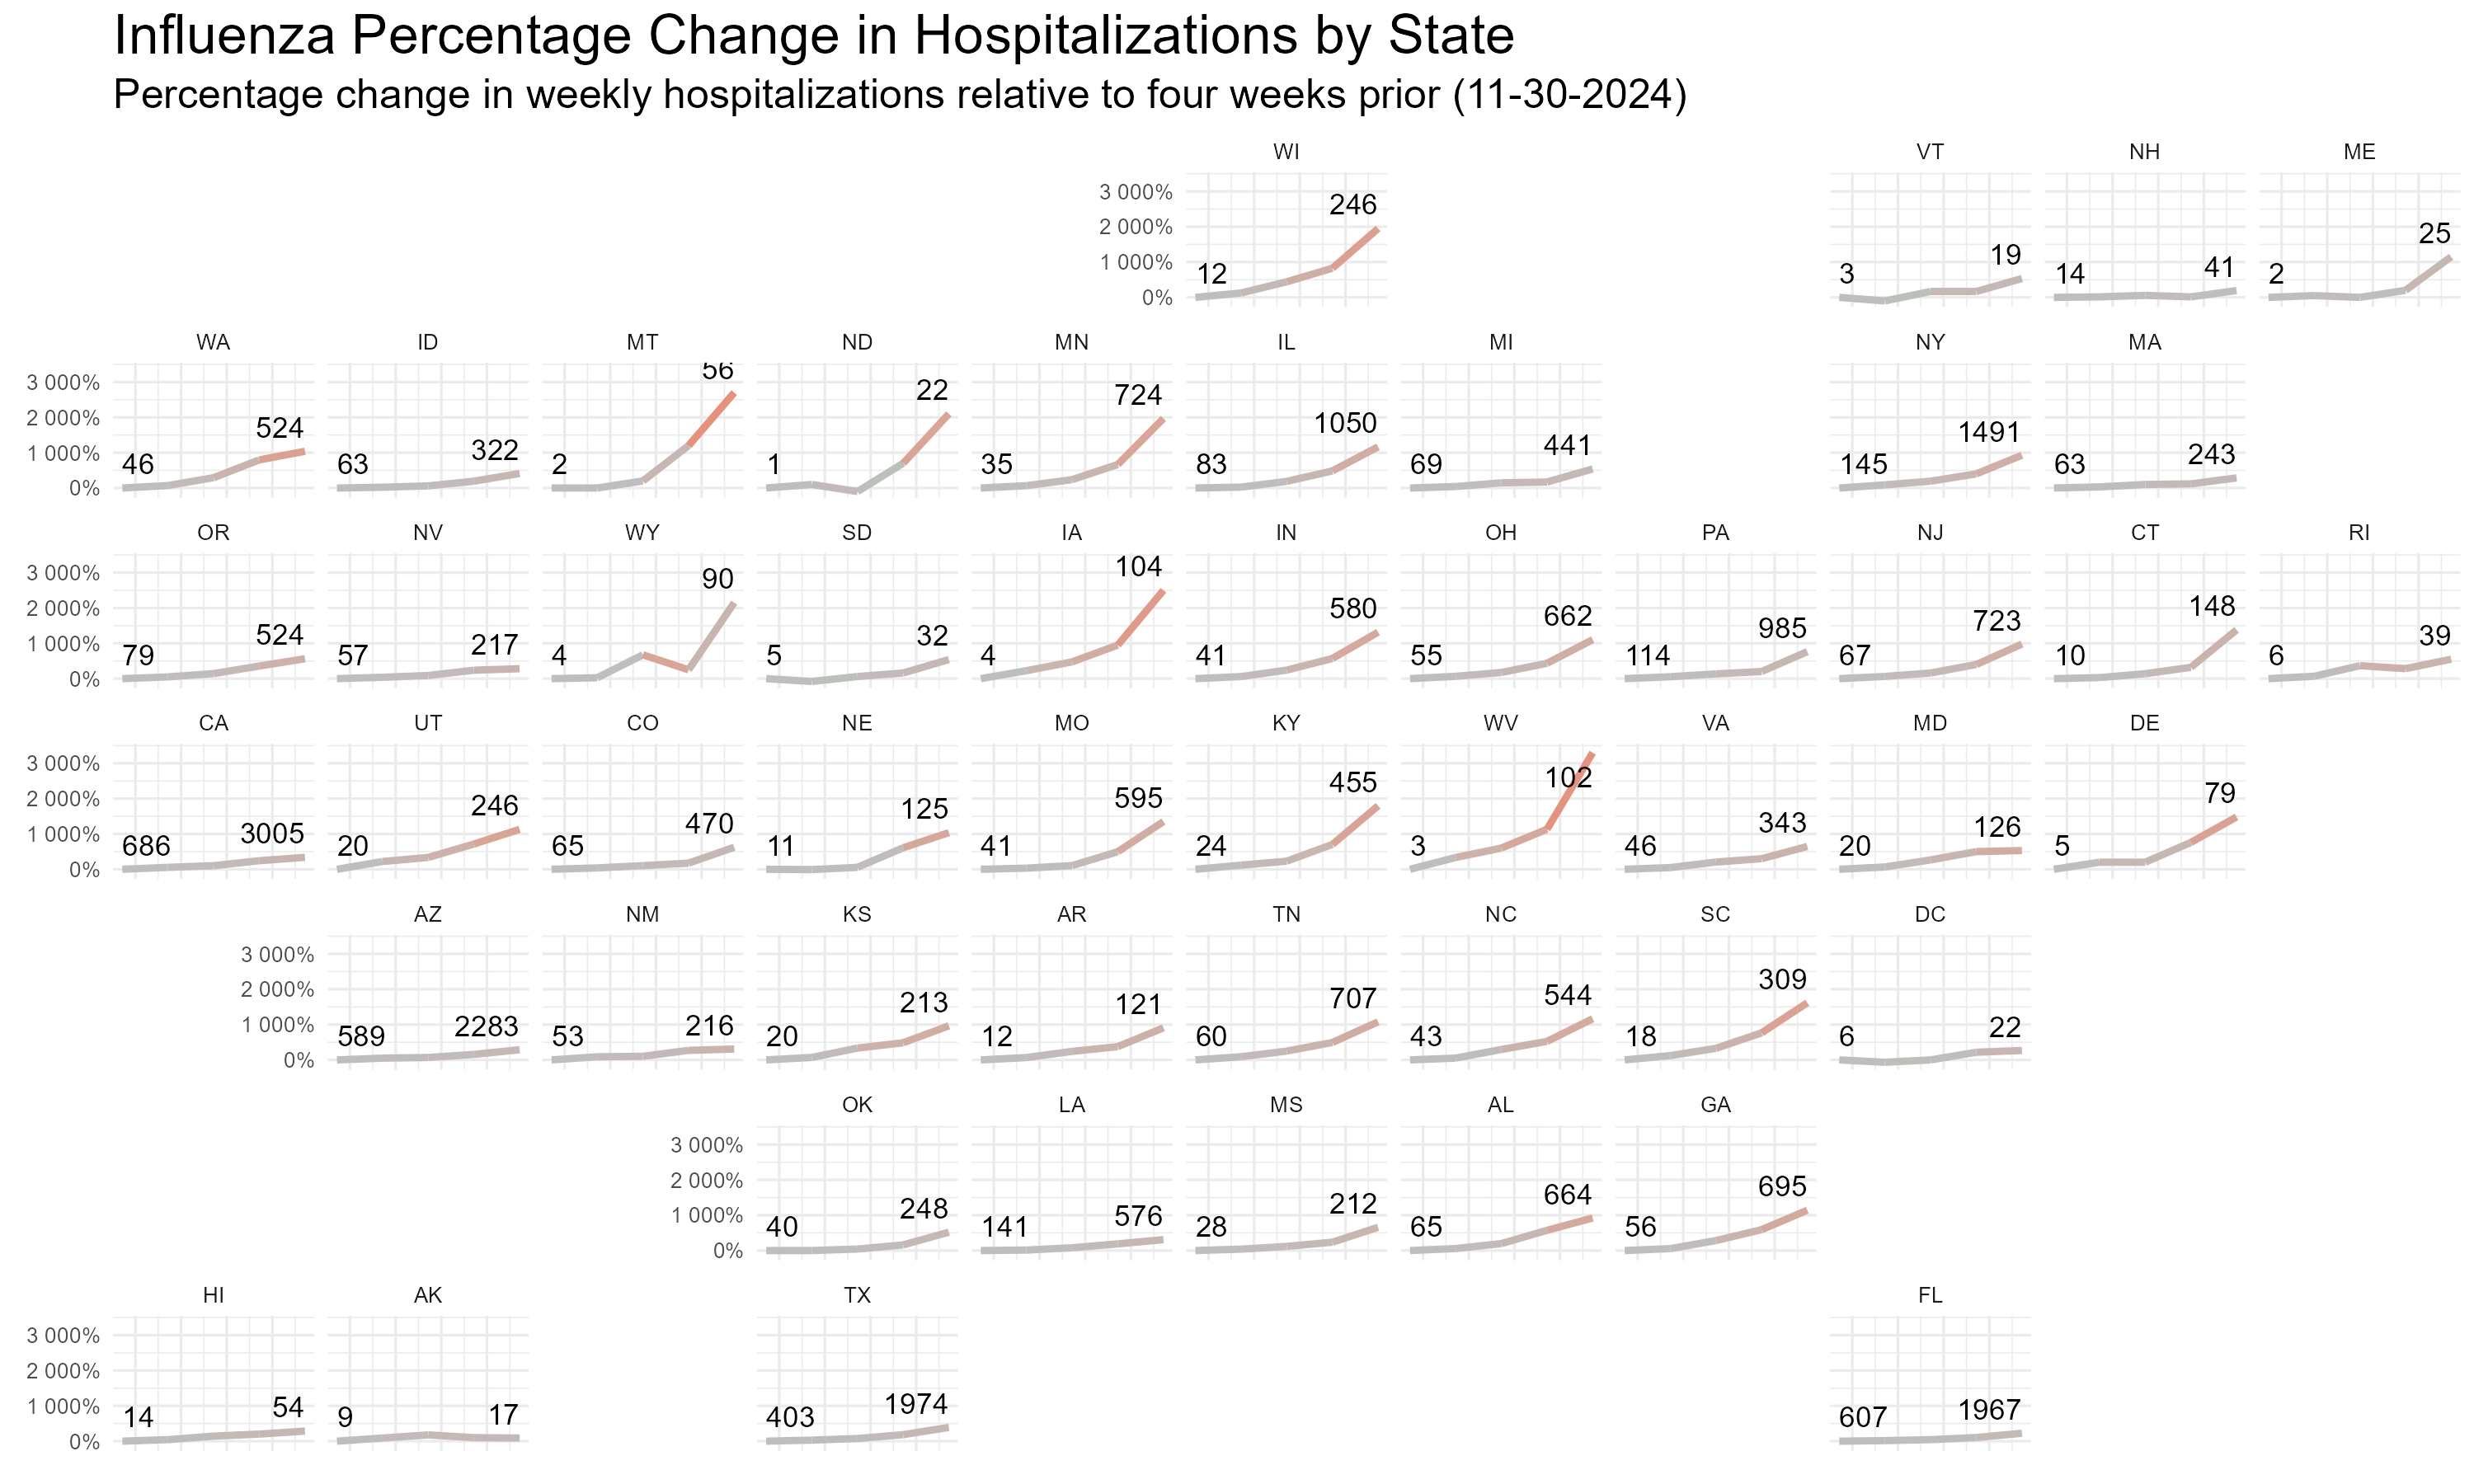 Influenza Percentage Change in Hospitalizations by State
Percentage change in weekly hospitalizations relative to four weeks prior (11-30-2024)
WI VT NH ME
3 000%
2 000%
1 000%
0%
12 246 3 19 14 41 2 25
WA ID MT ND MN IL MI NY MA
3 000%
2 000%
1 000%
0%
46 524 63 322 2 56 1 22 35 724 83 1050 69 441 145 1491 63 243
OR NV WY SD IA IN OH PA NJ CT RI
3 000%
2 000%
1 000%
0%
79 524 57 217 4 90 5 32 4 104 41 580 55 662 114 985 67 723 10 148 6 39
CA UT CO NE MO KY WV VA MD DE
3 000%
2 000%
1 000%
0%
686 3005 20 246 65 470 11 125 41 595 24 455 3 102 46 343 20 126 5 79
AZ NM KS AR TN NC SC DC
3 000%
2 000%
1 000%
0%
589 2283 53 216 20 213 12 121 60 707 43 544 18 309 6 22
OK LA MS AL GA
3 000%
2 000%
1 000%
0%
40 248 141 576 28 212 65 664 56 695
HI AK TX FL
3 000%
2 000%
1 000%
0%
14 54 9 17 403 1974 607 1967